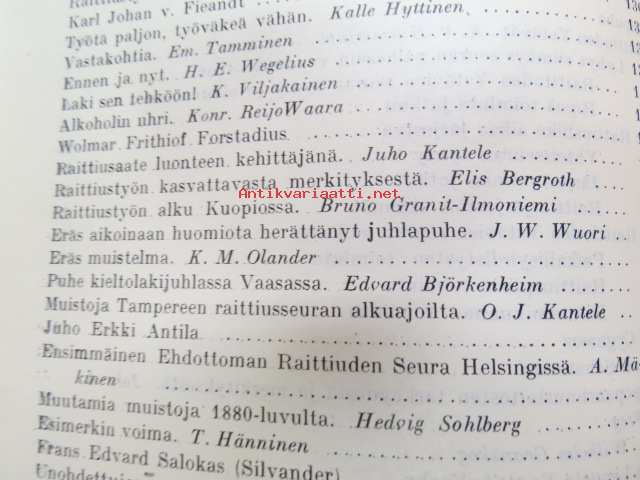 Karl Johan v. Fieandt
Työtä paljon, työväkeä vähän. Kalle Hyttinen
Vastakohtia. Em. Tamminen
Ennen ja nyt. H. E. Wegelius
Laki sen tehköön! K. Viljakainen
Alkoholin uhri. Konr. ReijoWaara
Wolmar Frithiof Forstadius
Raittiusaate luonteen kehittäjänä. Juho Kantele
Raittiustyön kasvattavasta merkityksestä. Elis Bergroth
Antikvariaatti.net
Raittiustyön alku Kuopiossa. Bruno Granit-Ilmoniemi
Eräs aikoinaan huomiota herättänyt juhlapuhe. J. W. Wuori
Eräs muistelma. K. M. Olander
Puhe kieltolakijuhlassa Vaasassa. Edvard Björkenheim
Muistoja Tampereen raittiusseuran alkuajoilta. O. J. Kantele
Juho Erkki Antila
Ensimmäinen Ehdottoman Raittiuden Seura Helsingissä. A. Mä-
kinen
Muutamia muistoja 1880-luvulta. Hedvig Sohlberg
Esimerkin voima. T. Hänninen
Frans Edvard Salokas (Silvander)